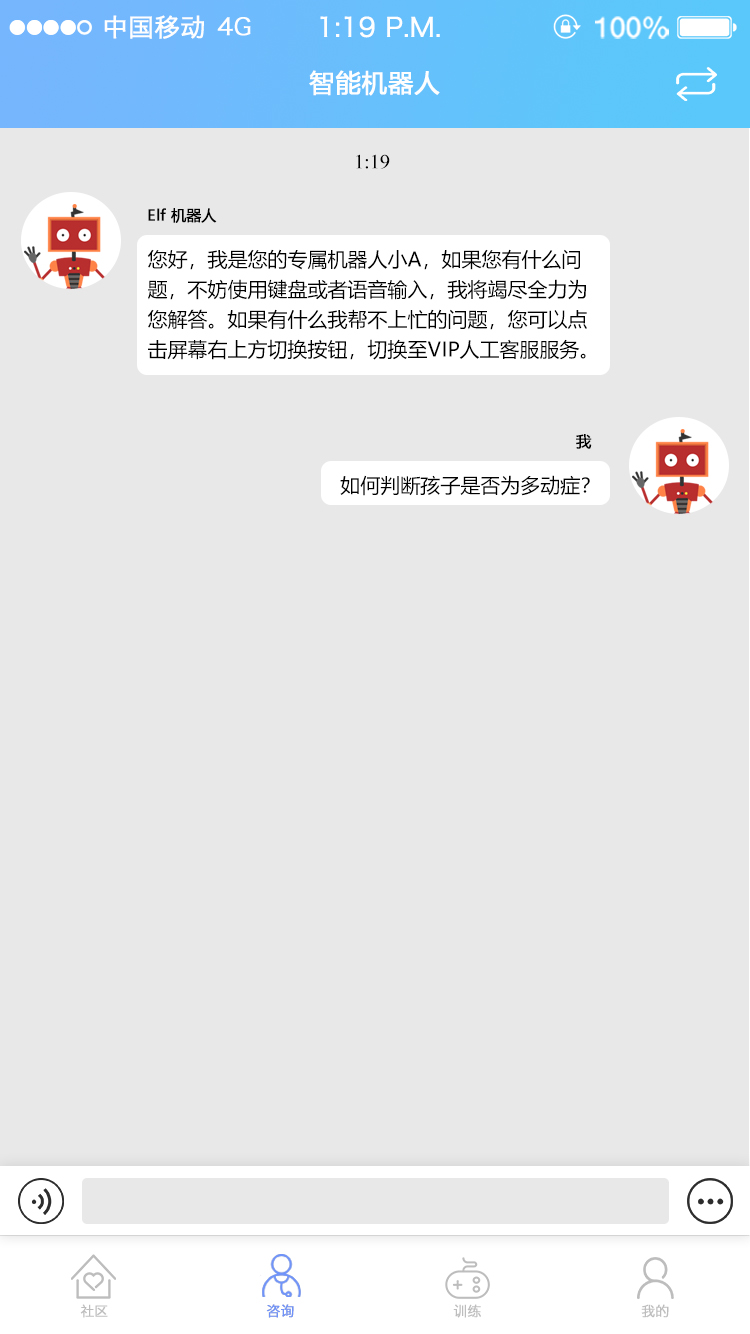 中国移动 4G 1:19 P.M. 100%
智能机器人
1:19
Elf 机器人
您好，我是您的专属机器人小A，如果您有什么问
题，不妨使用键盘或者语音输入，我将竭尽全力为
您解答。如果有什么我帮不上忙的问题，您可以点
击屏幕右上方切换按钮，切换至VIP人工客服服务。
我
如何判断孩子是否为多动症？
社区 咨询 训练 我的